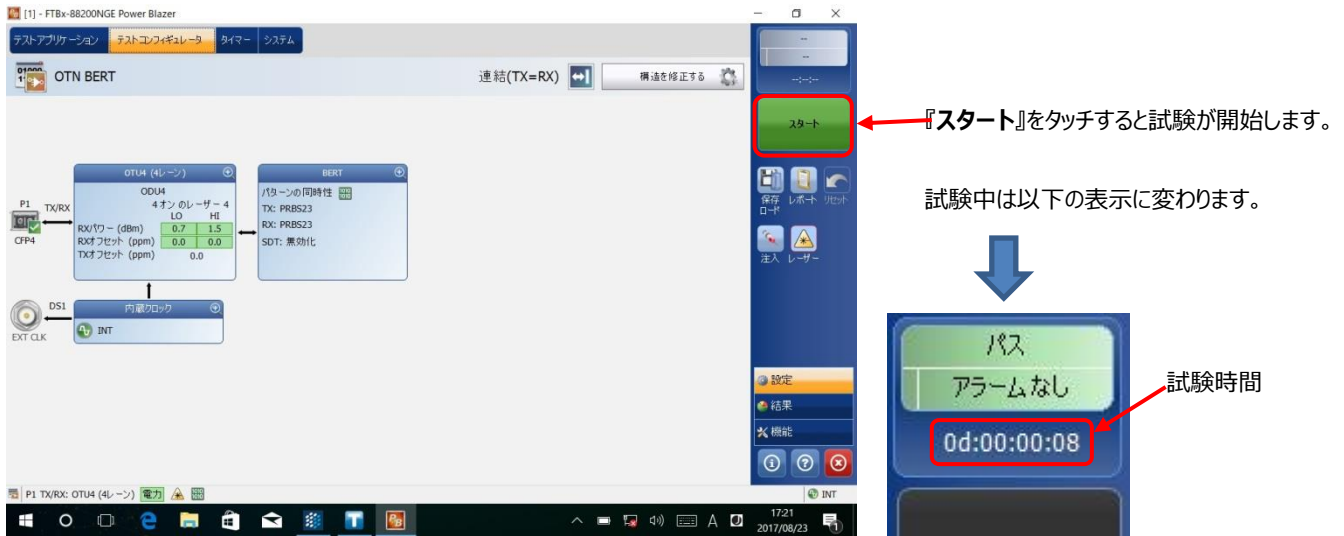 [1] - FTBx-88200NGE Power Blazer
テストアプリケーション テストコンフィギュレータ タイマー システム
OTN BERT
連結(TX=RX)
構造を修正する
--
--
--:--:--
スタート
『スタート』をタッチすると試験が開始します。
OTU4 (4レーン)
ODU4
4オン のレーザー 4
LO HI
RXパワー (dBm) 0.7 1.5
RXオフセット (ppm) 0.0 0.0
TXオフセット (ppm) 0.0
P1 TX/RX
CFP4
BERT
パターンの同時性
TX: PRBS23
RX: PRBS23
SDT: 無効化
保存 レポート リセット
ロード
注入 レーザー
試験中は以下の表示に変わります。
DS1
EXT CLK
内蔵クロック
INT
パス
アラームなし
0d:00:00:08
試験時間
設定
結果
機能
P1 TX/RX: OTU4 (4レーン) 電力
INT
A
17:21
2017/08/23